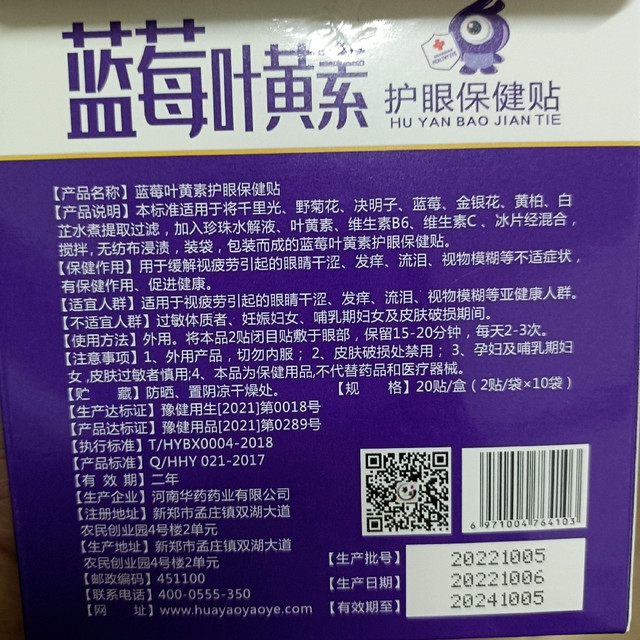 蓝莓叶黄素
护眼保健贴
HU YAN BAO JIAN TIE
【产品名称】蓝莓叶黄素护眼保健贴
【产品说明】本标准适用于将千里光、野菊花、决明子、蓝莓、金银花、黄柏、白
芷水煮提取过滤，加入珍珠水解液、叶黄素、维生素B6、维生素C、冰片经混合，
搅拌,无纺布浸渍，装袋，包装而成的蓝莓叶黄素护眼保健贴。
【保健作用】用于缓解视疲劳引起的眼睛干涩、发痒、流泪、视物模糊等不适症状，
有保健作用、促进健康。
【适宜人群】适用于视疲劳引起的眼睛干涩、发痒、流泪、视物模糊等亚健康人群。
【不适宜人群】过敏体质者、妊娠妇女、哺乳期妇女及皮肤破损期间。
【使用方法】外用。将本品2贴闭目贴敷于眼部，保留15-20分钟，每天2-3次。
【注意事项】1、外用产品，切勿内服；2、皮肤破损处禁用；3、孕妇及哺乳期妇
女,皮肤过敏者慎用;4、本品为保健用品,不代替药品和医疗器械。
【贮 藏】防晒、置阴凉干燥处。 【规 格】20贴/盒（2贴/袋×10袋）
【生产达标证】豫健用生[2021]第0018号
【产品达标证】豫健用品[2021]第0289号
【执行标准】T/HYBX0004-2018
【产品标准】Q/HHY 021-2017
【有 效 期】二年
【生产企业】河南华药药业有限公司
【注册地址】新郑市孟庄镇双湖大道
农民创业园4号楼2单元
【生产地址】新郑市孟庄镇双湖大道
农民创业园4号楼2单元
【邮政编码】451100
【联系电话】400-0555-350
【网 址】www.huayaoyaoye.com
6 971004 764103
【生产批号】20221005
【生产日期】20221006
【有效期至】20241005